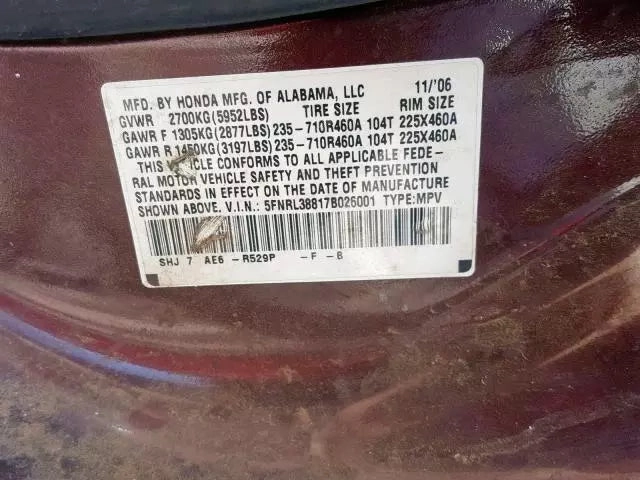 MFD. BY HONDA MFG. OF ALABAMA, LLC 11/'06
GVWR 2700KG(5952LBS) TIRE SIZE RIM SIZE
GAWR F 1305KG(2877LBS) 235-710R460A 104T 225X460A
GAWR R 1450KG(3197LBS) 235-710R460A 104T 225X460A
THIS VEHICLE CONFORMS TO ALL APPLICABLE FEDE-
RAL MOTOR VEHICLE SAFETY AND THEFT PREVENTION
STANDARDS IN EFFECT ON THE DATE OF MANUFACTURE
SHOWN ABOVE. V.I.N.: 5FNRL38817B026001 TYPE:MPV
SHJ 7 AE6 -R529P -F -B